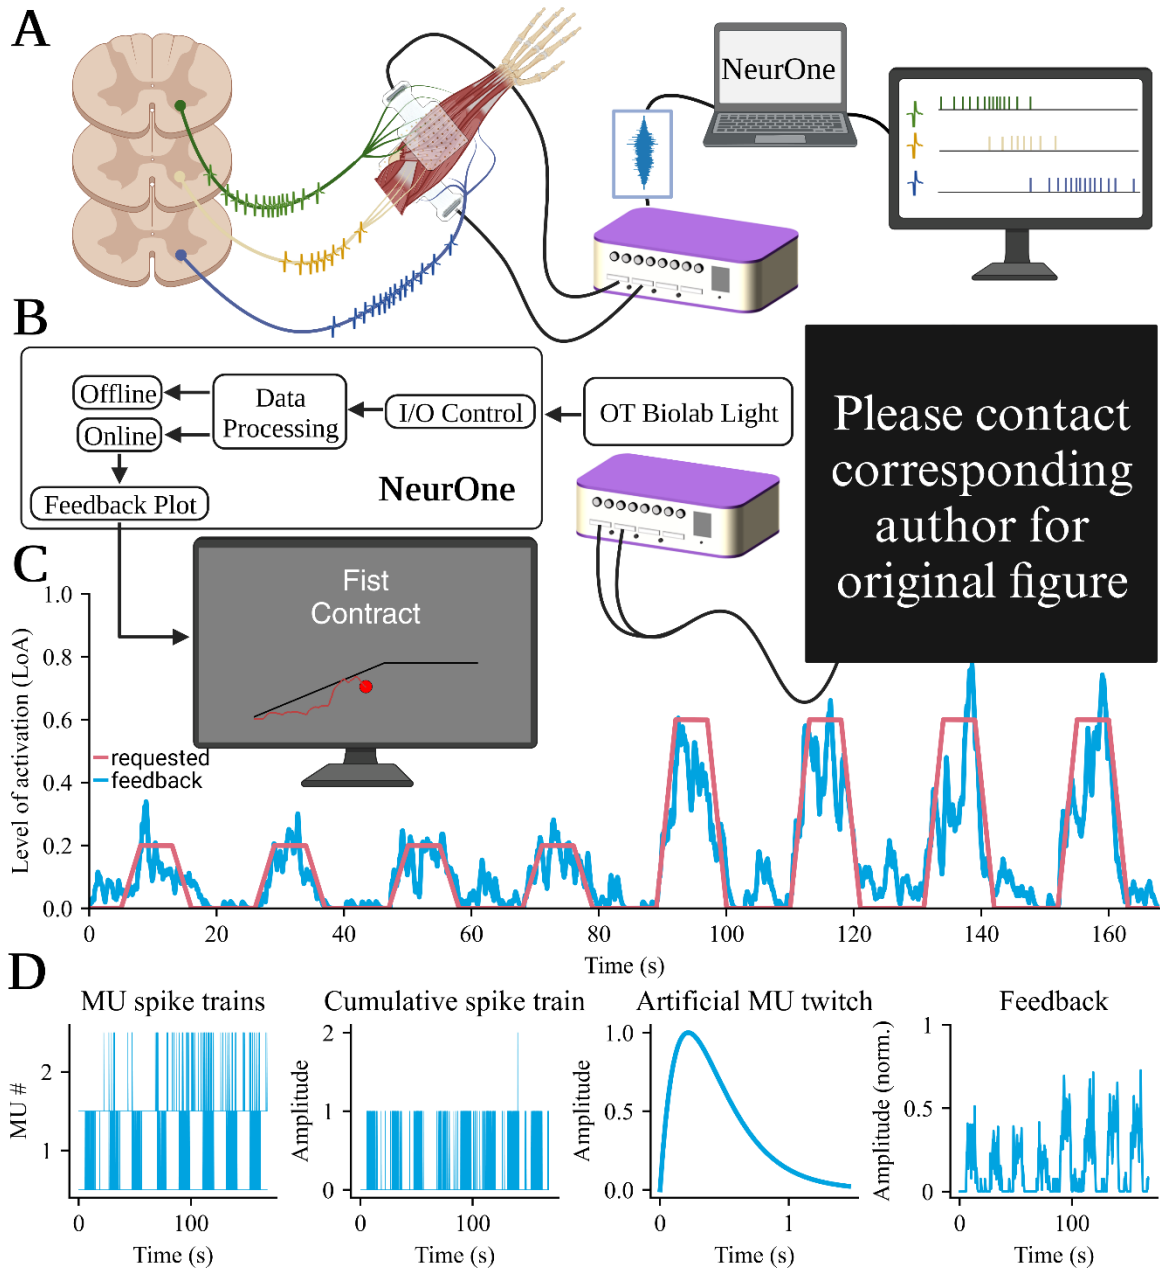 A
NeurOne
B
Offline
Online
Data
Processing
I/O Control
OT Biolab Light
Feedback Plot
NeurOne
Please contact
corresponding
author for
original figure
C
Fist
Contract
Level of activation (LoA)
1.0
0.8
0.6
0.4
0.2
0.0
requested
feedback
0 20 40 60 80 100 120 140 160
Time (s)
D
MU spike trains
MU #
2
1
0 100
Time (s)
Cumulative spike train
Amplitude
2
1
0
0 100
Time (s)
Artificial MU twitch
Amplitude
1.0
0.5
0.0
0 1
Time (s)
Feedback
Amplitude (norm.)
1
0.5
0
0 100
Time (s)